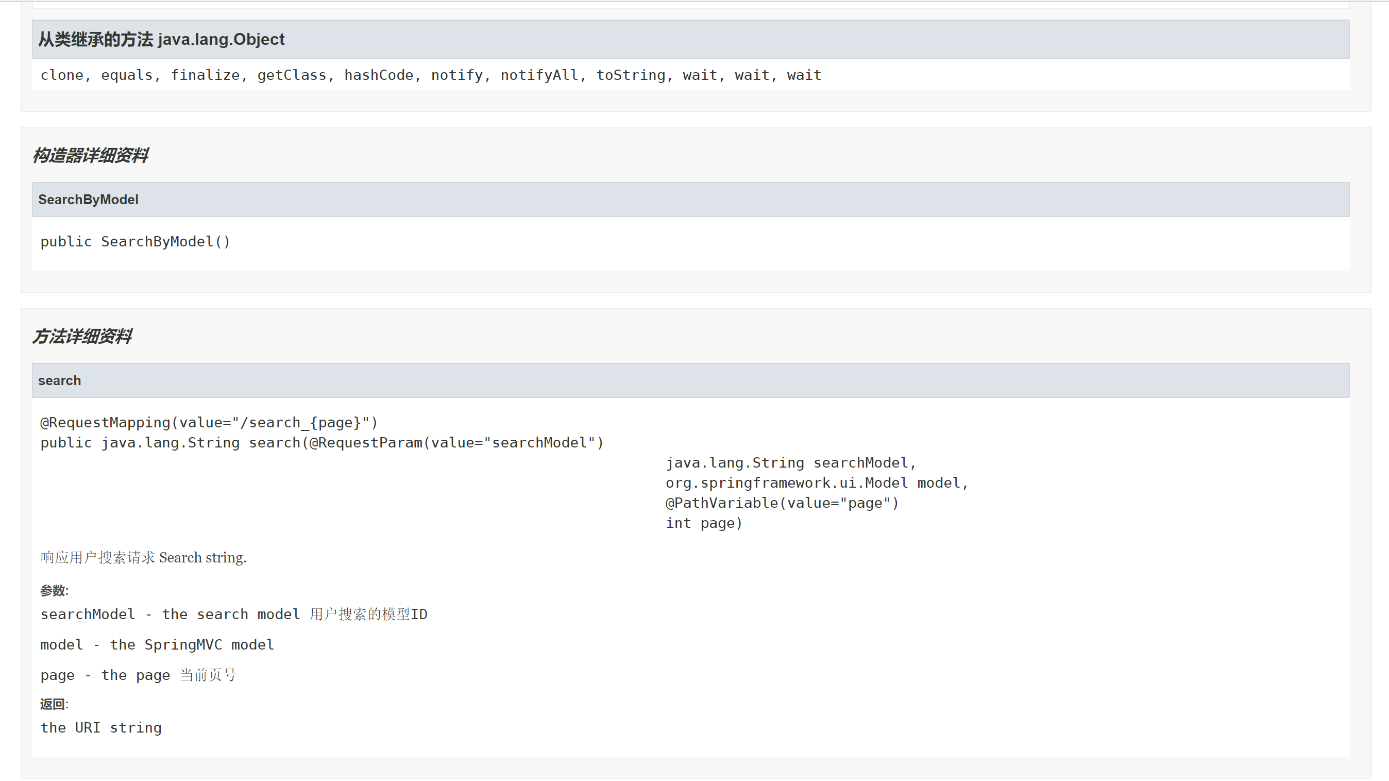 从类继承的方法 java.lang.Object
clone, equals, finalize, getClass, hashCode, notify, notifyAll, toString, wait, wait, wait
构造器详细资料
SearchByModel
public SearchByModel()
方法详细资料
search
@RequestMapping(value="/search_{page}")
public java.lang.String search(@RequestParam(value="searchModel")
java.lang.String searchModel,
org.springframework.ui.Model model,
@PathVariable(value="page")
int page)
响应用户搜索请求 Search string.
参数:
searchModel - the search model 用户搜索的模型ID
model - the SpringMVC model
page - the page 当前页号
返回:
the URI string